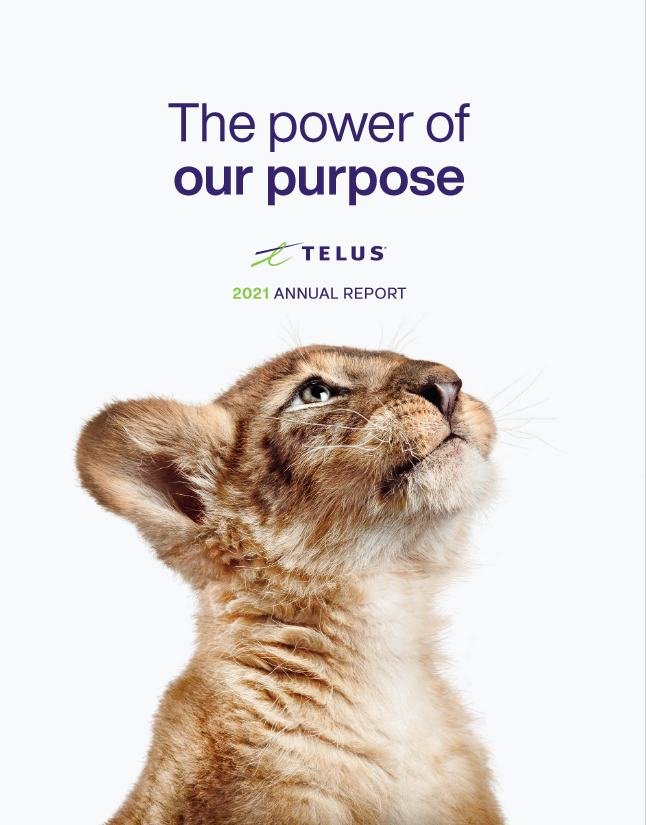 The power of
our purpose
TELUS®
2021 ANNUAL REPORT